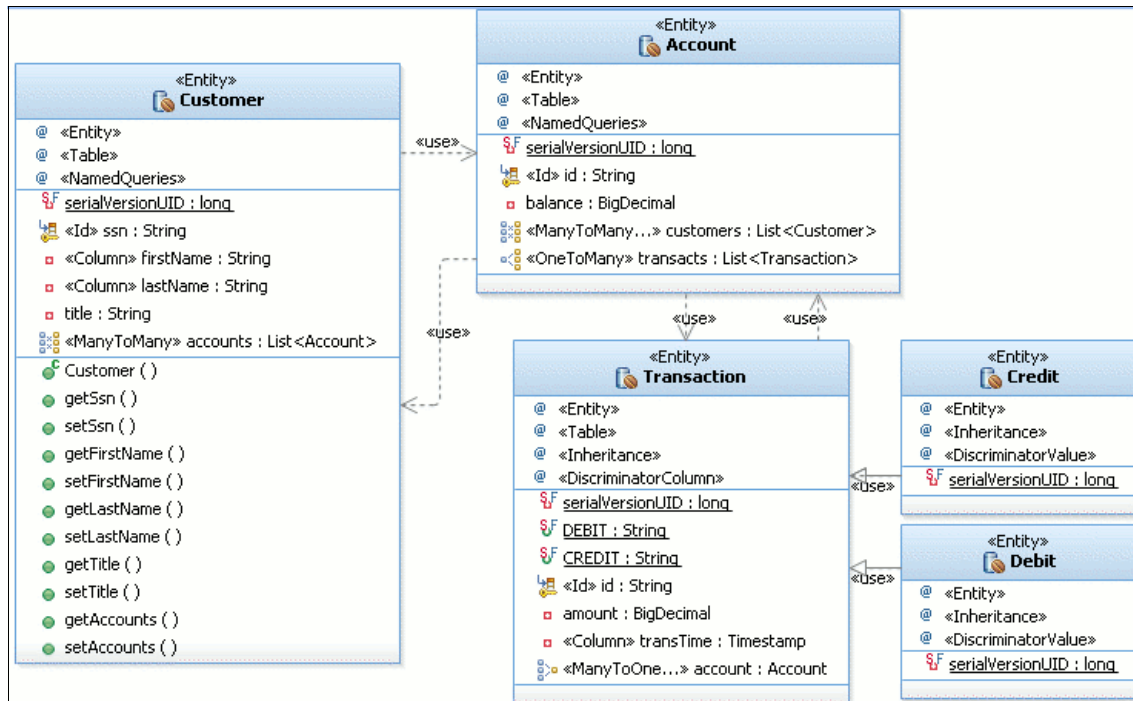 «Entity»
Customer
@ «Entity»
@ «Table»
@ «NamedQueries»
serialVersionUID : long
«Id» ssn : String
«Column» firstName : String
«Column» lastName : String
title : String
«ManyToMany» accounts : List<Account>
Customer ( )
getSsn ( )
setSsn ( )
getFirstName ( )
setFirstName ( )
getLastName ( )
setLastName ( )
getTitle ( )
setTitle ( )
getAccounts ( )
setAccounts ( )
«use»
«use»
«Entity»
Account
@ «Entity»
@ «Table»
@ «NamedQueries»
serialVersionUID : long
«Id» id : String
balance : BigDecimal
«ManyToMany...» customers : List<Customer>
«OneToMany» transacts : List<Transaction>
«use»
«use»
«Entity»
Transaction
@ «Entity»
@ «Table»
@ «Inheritance»
@ «DiscriminatorColumn»
serialVersionUID : long
DEBIT : String
CREDIT : String
«Id» id : String
amount : BigDecimal
«Column» transTime : Timestamp
«ManyToOne...» account : Account
«use»
«use»
«Entity»
Credit
@ «Entity»
@ «Inheritance»
@ «DiscriminatorValue»
serialVersionUID : long
«Entity»
Debit
@ «Entity»
@ «Inheritance»
@ «DiscriminatorValue»
serialVersionUID : long